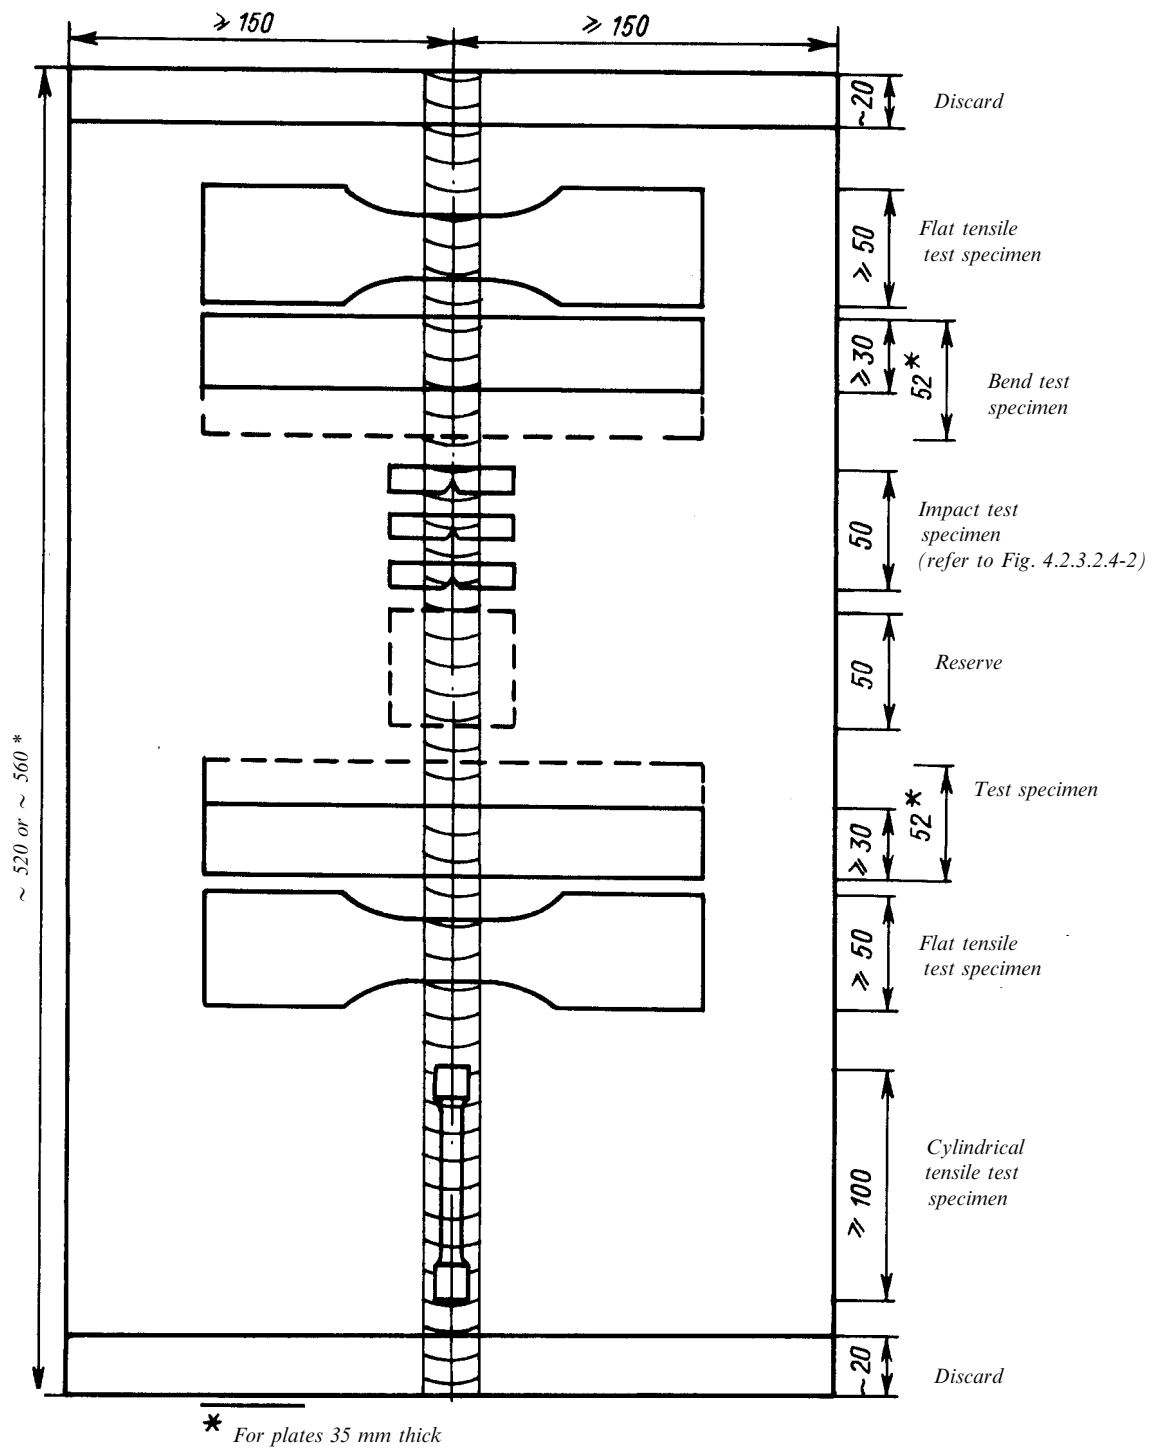 ⩾ 150
⩾ 150
~20
Discard
⩾ 50
Flat tensile
test specimen
⩾ 30
52*
Bend test
specimen
50
Impact test
specimen
(refer to Fig. 4.2.3.2.4-2)
50
Reserve
~ 520 or ~ 560 *
52*
Test specimen
⩾ 30
⩾ 50
Flat tensile
test specimen
⩾ 100
Cylindrical
tensile test
specimen
~20
Discard
* For plates 35 mm thick